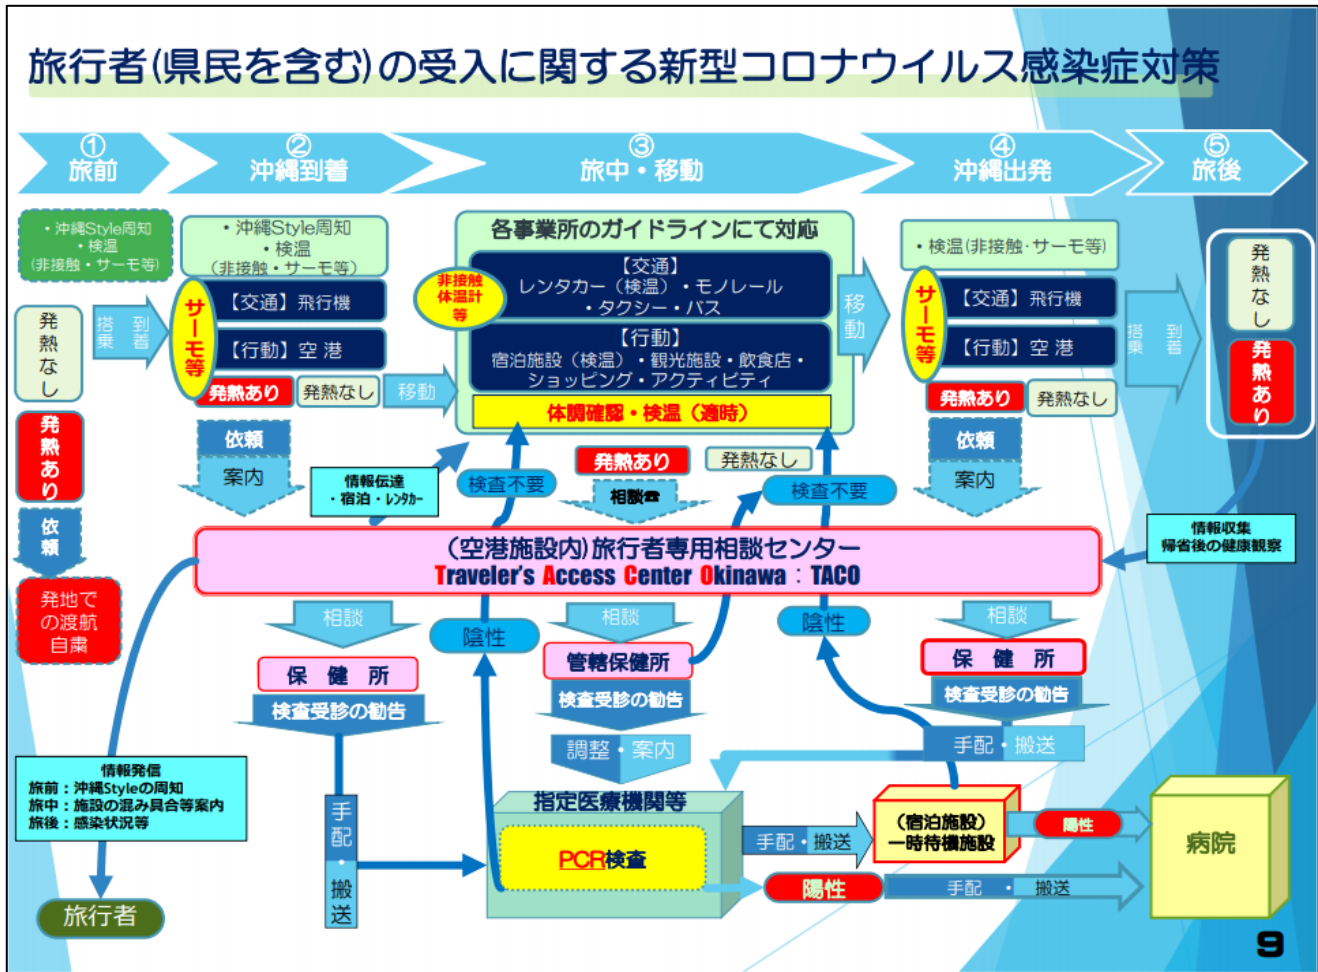 旅行者(県民を含む)の受入に関する新型コロナウイルス感染症対策
①
旅前
②
沖縄到着
③
旅中・移動
④
沖縄出発
⑤
旅後
・沖縄Style周知
・検温
(非接触・サーモ等)
発熱なし
発熱あり
依頼
発地で
の渡航
自粛
搭乗
到着
・沖縄Style周知
・検温
(非接触・サーモ等)
サーモ等
【交通】飛行機
【行動】空 港
発熱あり
発熱なし
移動
依頼
案内
各事業所のガイドラインにて対応
非接触
体温計
等
【交通】
レンタカー（検温）・モノレール
・タクシー・バス
【行動】
宿泊施設（検温）・観光施設・飲食店・
ショッピング・アクティビティ
体調確認・検温（適時）
移動
発熱あり
発熱なし
相談☎
情報伝達
・宿泊・レンタカー
検査不要
検査不要
・検温(非接触・サーモ等)
サーモ等
【交通】飛行機
【行動】空 港
発熱あり
発熱なし
依頼
案内
搭乗
到着
発熱なし
発熱あり
情報収集
帰省後の健康観察
（空港施設内)旅行者専用相談センター
Traveler's Access Center Okinawa：TACO
相談
保 健 所
検査受診の勧告
手配・搬送
陰性
相談
管轄保健所
検査受診の勧告
調整・案内
陰性
相談
保 健 所
検査受診の勧告
手配・搬送
情報発信
旅前：沖縄Styleの周知
旅中：施設の混み具合等案内
旅後：感染状況等
旅行者
指定医療機関等
PCR検査
手配・搬送
（宿泊施設）
一時待機施設
陽性
陽性
手配・搬送
病院
9